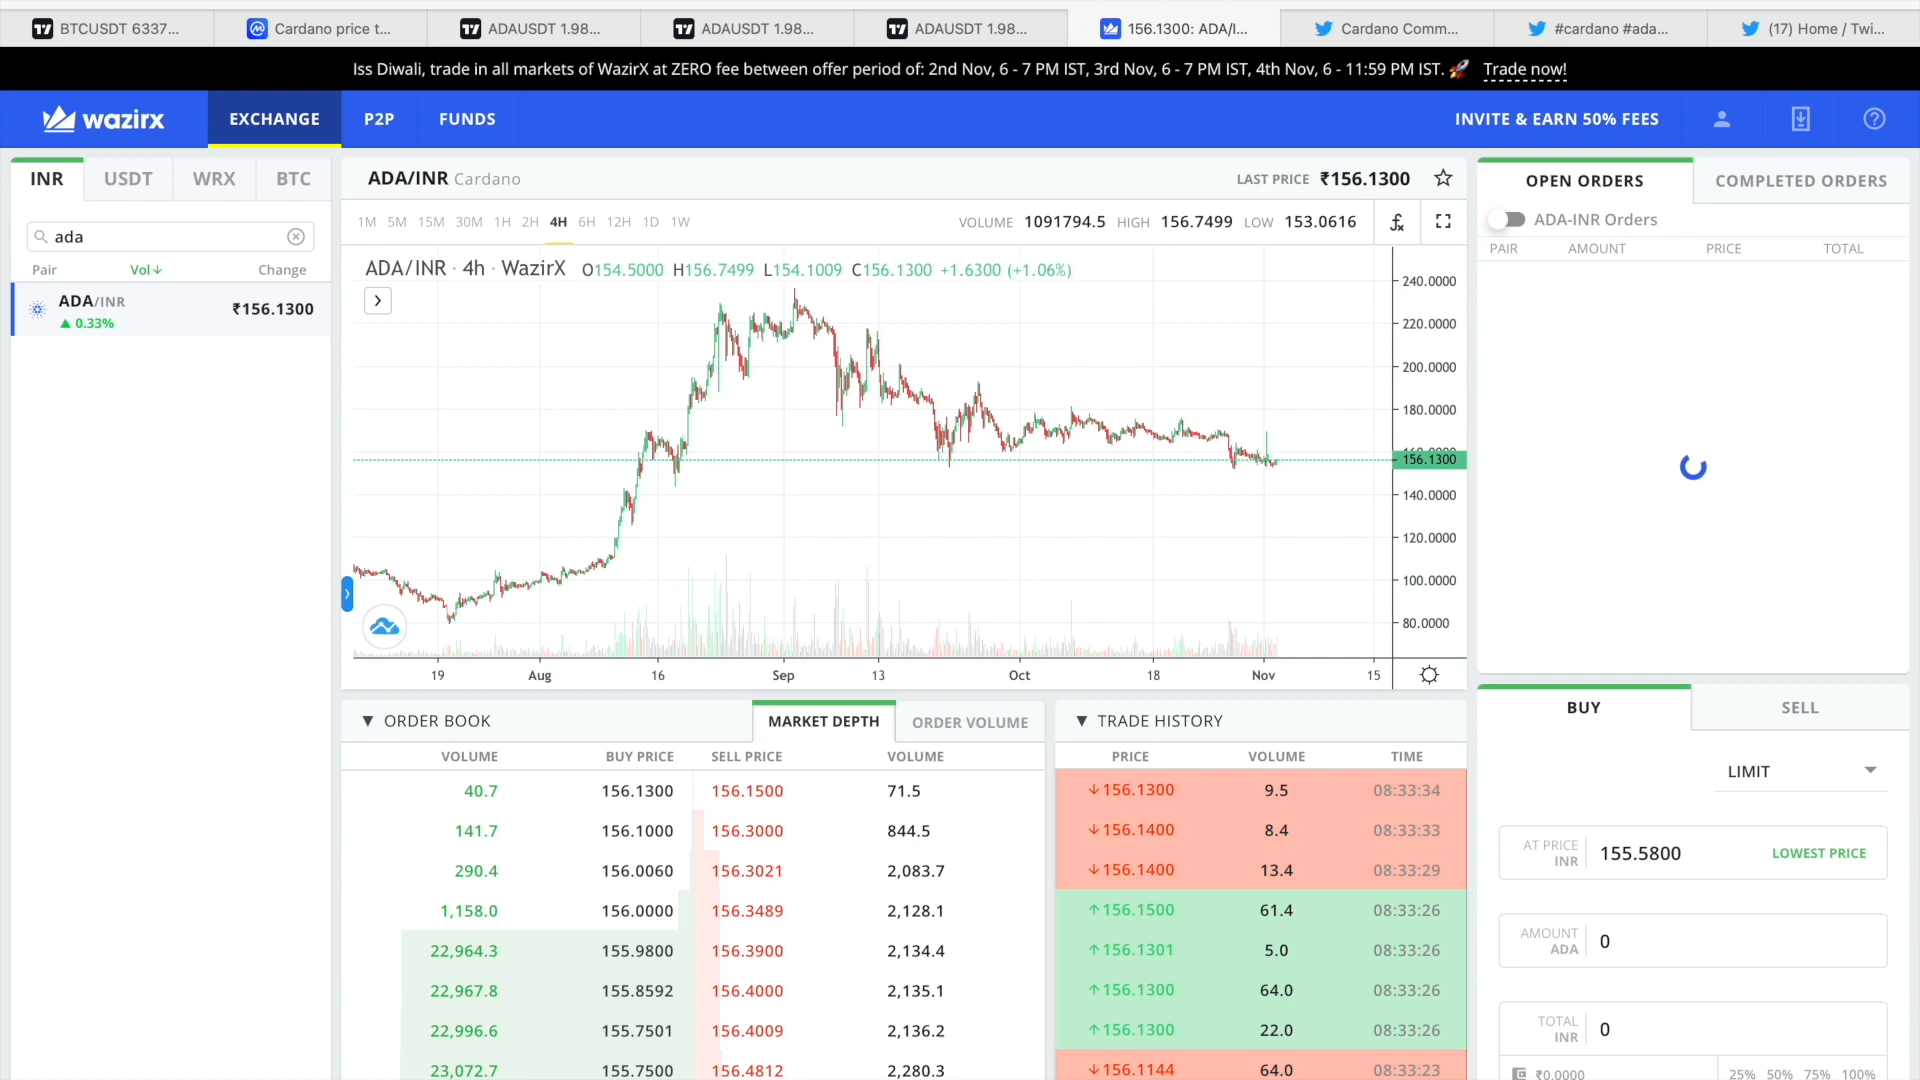 BTCUSDT 6337...
Cardano price t...
ADAUSDT 1.98...
ADAUSDT 1.98...
ADAUSDT 1.98...
156.1300: ADA/I...
Cardano Comm...
#cardano #ada...
(17) Home / Twi...
Iss Diwali, trade in all markets of WazirX at ZERO fee between offer period of: 2nd Nov, 6 - 7 PM IST, 3rd Nov, 6 - 7 PM IST, 4th Nov, 6 - 11:59 PM IST. 🚀 Trade now!
wazirx EXCHANGE P2P FUNDS INVITE & EARN 50% FEES
INR USDT WRX BTC
ada
Pair Vol↓ Change
ADA/INR ₹156.1300
▲ 0.33%
ADA/INR Cardano LAST PRICE ₹156.1300
1M 5M 15M 30M 1H 2H 4H 6H 12H 1D 1W VOLUME 1091794.5 HIGH 156.7499 LOW 153.0616
ADA/INR · 4h · WazirX O154.5000 H156.7499 L154.1009 C156.1300 +1.6300 (+1.06%)
240.0000
220.0000
200.0000
180.0000
156.1300
140.0000
120.0000
100.0000
80.0000
19 Aug 16 Sep 13 Oct 18 Nov 15
OPEN ORDERS COMPLETED ORDERS
ADA-INR Orders
PAIR AMOUNT PRICE TOTAL
▼ ORDER BOOK MARKET DEPTH ORDER VOLUME
VOLUME BUY PRICE SELL PRICE VOLUME
40.7 156.1300 156.1500 71.5
141.7 156.1000 156.3000 844.5
290.4 156.0060 156.3021 2,083.7
1,158.0 156.0000 156.3489 2,128.1
22,964.3 155.9800 156.3900 2,134.4
22,967.8 155.8592 156.4000 2,135.1
22,996.6 155.7501 156.4009 2,136.2
23,072.7 155.7500 156.4812 2,280.3
▼ TRADE HISTORY
PRICE VOLUME TIME
↓156.1300 9.5 08:33:34
↓156.1400 8.4 08:33:33
↓156.1400 13.4 08:33:29
↑156.1500 61.4 08:33:26
↑156.1301 5.0 08:33:26
↑156.1300 64.0 08:33:26
↑156.1300 22.0 08:33:26
↓156.1144 64.0 08:33:23
BUY SELL
LIMIT
AT PRICE INR 155.5800 LOWEST PRICE
AMOUNT ADA 0
TOTAL INR 0
₹0.0000 25% 50% 75% 100%